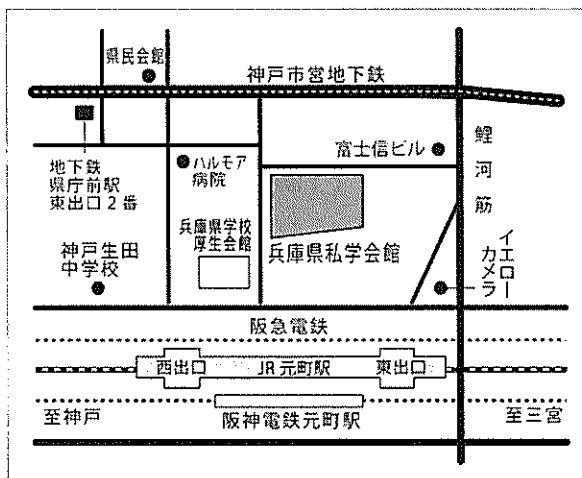 県民会館
神戸市営地下鉄
地下鉄
県庁前駅
東出口2番
ハルモア
病院
富士信ビル
鯉河筋
神戸生田
中学校
兵庫県学校
厚生会館
兵庫県私学会館
イエロー
カメラ
阪急電鉄
西出口
JR元町駅
東出口
至神戸
阪神電鉄元町駅
至三宮